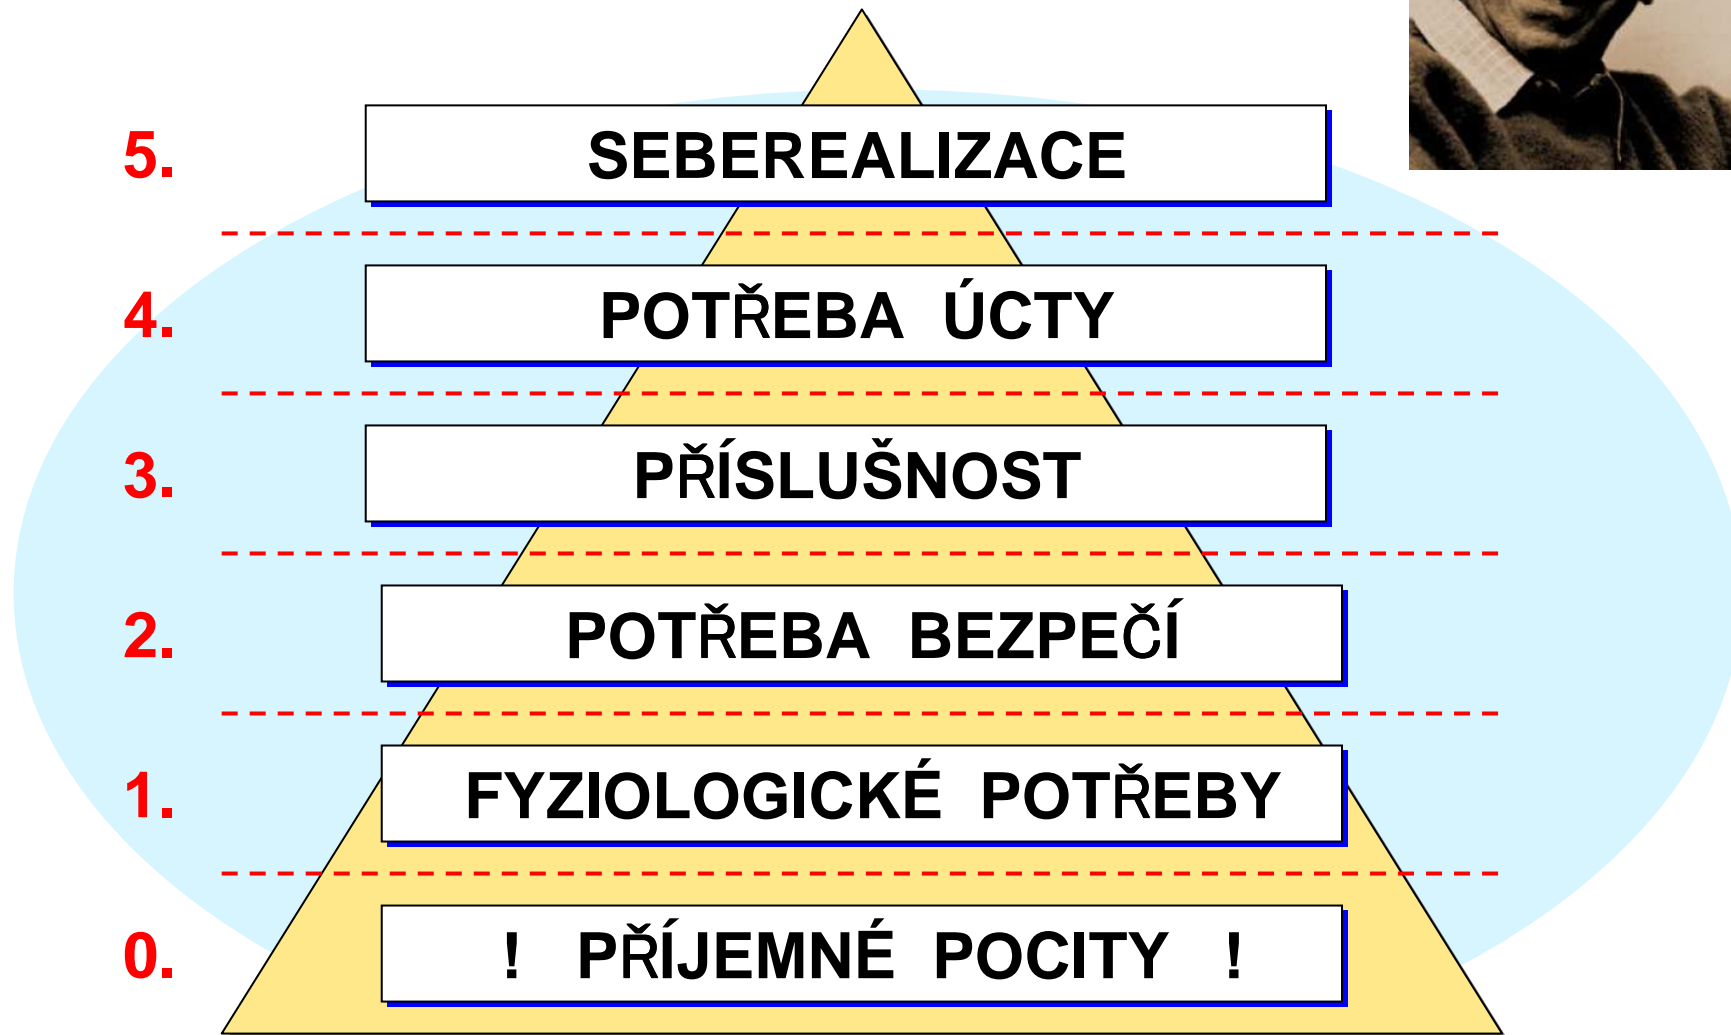 5. SEBEREALIZACE
4. POTŘEBA ÚCTY
3. PŘÍSLUŠNOST
2. POTŘEBA BEZPEČÍ
1. FYZIOLOGICKÉ POTŘEBY
0. ! PŘÍJEMNÉ POCITY !